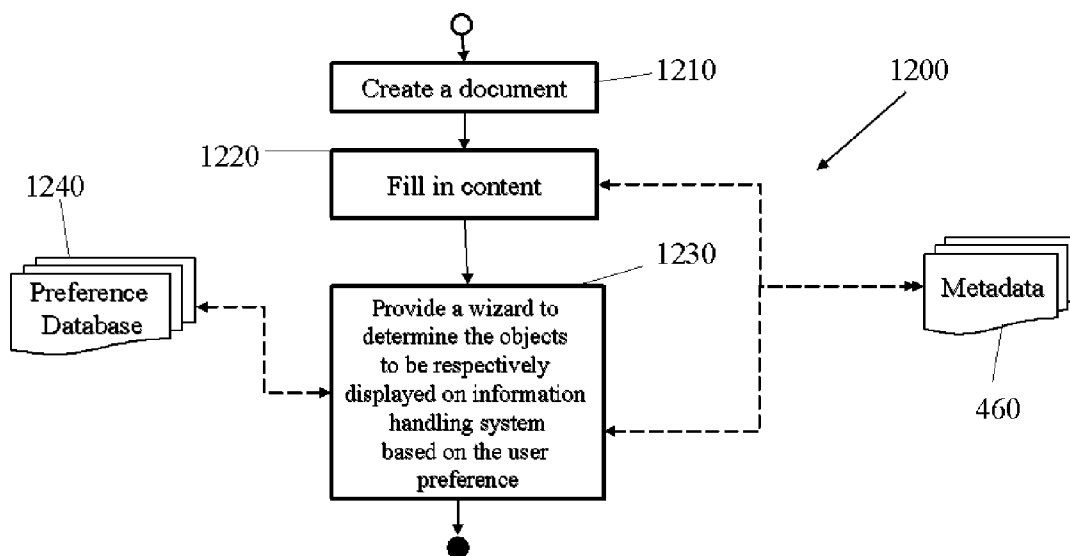 1210
Create a document
1200
1220
Fill in content
1240
1230
Preference
Database
Provide a wizard to
determine the objects
to be respectively
displayed on information
handling system
based on the user
preference
Metadata
460